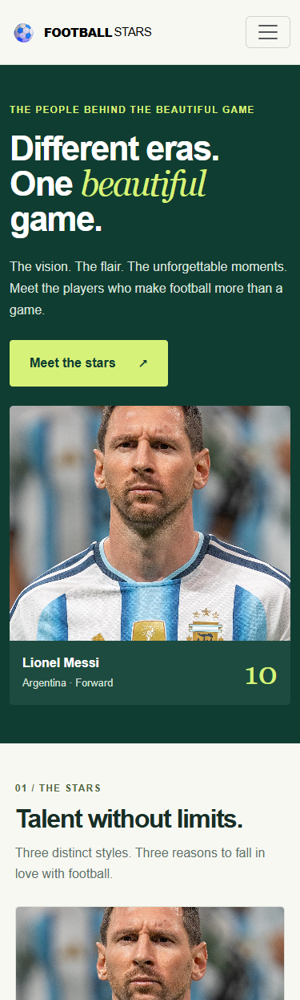 FOOTBALL STARS
THE PEOPLE BEHIND THE BEAUTIFUL GAME
Different eras.
One beautiful
game.
The vision. The flair. The unforgettable moments.
Meet the players who make football more than a
game.
Meet the stars ↗
Lionel Messi
Argentina · Forward
10
01 / THE STARS
Talent without limits.
Three distinct styles. Three reasons to fall in
love with football.